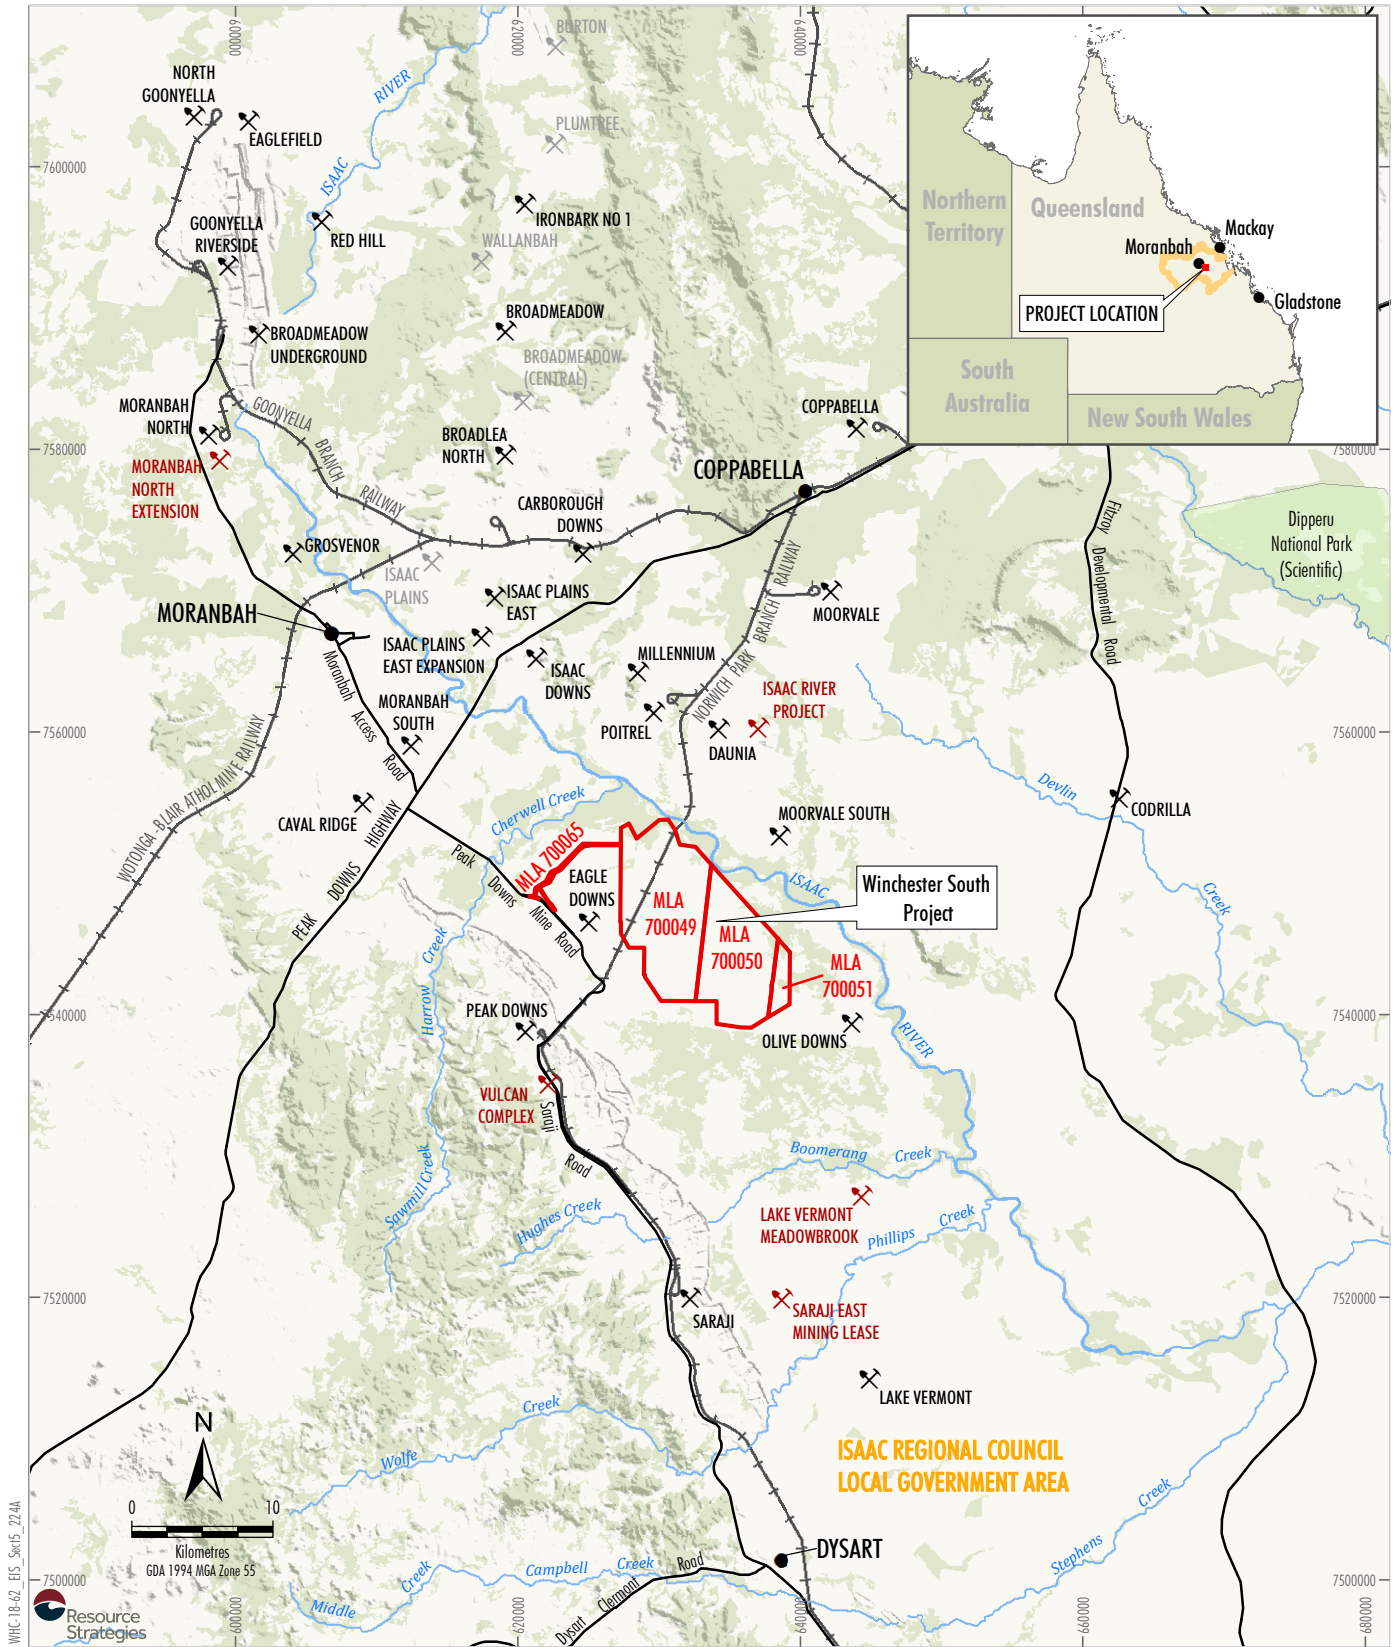 600000
620000
640000
BURTON
NORTH
GOONYELLA
EAGLEFIELD
ISAAC
RIVER
PLUMTREE
7600000
IRONBARK NO 1
GOONYELLA
RIVERSIDE
RED HILL
WALLANBAH
BROADMEADOW
UNDERGROUND
BROADMEADOW
BROADMEADOW
(CENTRAL)
Northern
Territory
Queensland
Mackay
Moranbah
Gladstone
PROJECT LOCATION
South
Australia
New South Wales
MORANBAH
NORTH
GOONYELLA
BRANCH
RAILWAY
BROADLEA
NORTH
COPPABELLA
COPPABELLA
7580000
7580000
MORANBAH
NORTH
EXTENSION
CARBOROUGH
DOWNS
GROSVENOR
ISAAC
PLAINS
ISAAC PLAINS
EAST
NORWICH PARK BRANCH RAILWAY
MOORVALE
Fitzroy
Developmental
Road
Dipperu
National Park
(Scientific)
MORANBAH
ISAAC PLAINS
EAST EXPANSION
ISAAC
DOWNS
MILLENNIUM
Moranbah
Access
Road
MORANBAH
SOUTH
POITREL
DAUNIA
ISAAC RIVER
PROJECT
7560000
7560000
WOTONGA - BLAIR ATHOL MINE RAILWAY
CAVAL RIDGE
PEAK
DOWNS
HIGHWAY
Cherwell Creek
MOORVALE SOUTH
Devlin
Creek
CODRILLA
Peak
Downs
Mine
Road
MLA 700065
EAGLE
DOWNS
MLA
700049
MLA
700050
MLA
700051
ISAAC
RIVER
Winchester South
Project
Harrow
Creek
PEAK DOWNS
OLIVE DOWNS
7540000
7540000
VULCAN
COMPLEX
Saraji
Road
Sawmill Creek
Boomerang
Creek
Hughes Creek
LAKE VERMONT
MEADOWBROOK
Phillips
Creek
7520000
7520000
SARAJI
SARAJI EAST
MINING LEASE
LAKE VERMONT
Wolfe
Creek
ISAAC REGIONAL COUNCIL
LOCAL GOVERNMENT AREA
N
0
10
Kilometres
GDA 1994 MGA Zone 55
DYSART
Stephens
Creek
Campbell
Creek
Dysart
Clermont
Road
Middle
Creek
7500000
7500000
WHC-18-62_EIS_Sect5_224A
Resource
Strategies
600000
620000
640000
660000
680000